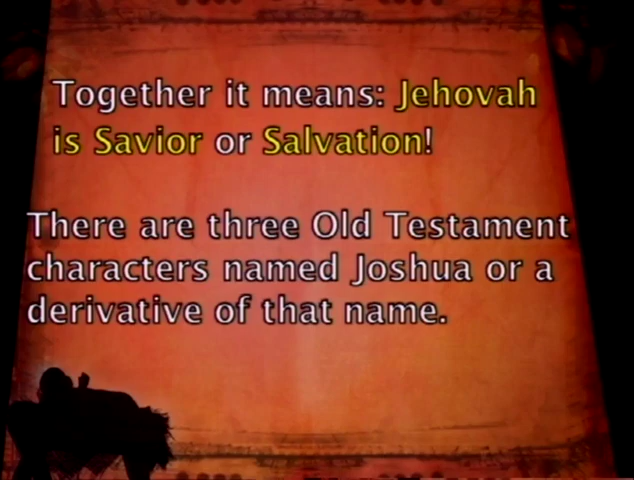 Together it means: Jehovah
is Savior or Salvation!
There are three Old Testament
characters named Joshua or a
derivative of that name.